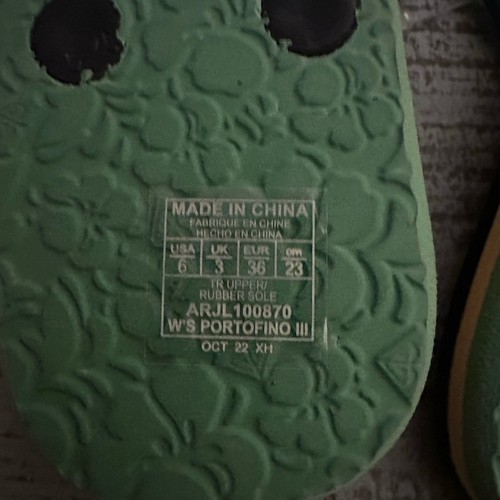 MADE IN CHINA
FABRIQUE EN CHINE
HECHO EN CHINA
USA UK EUR cm
6 3 36 23
TR UPPER/
RUBBER SOLE
ARJL100870
W'S PORTOFINO III
OCT 22 XH